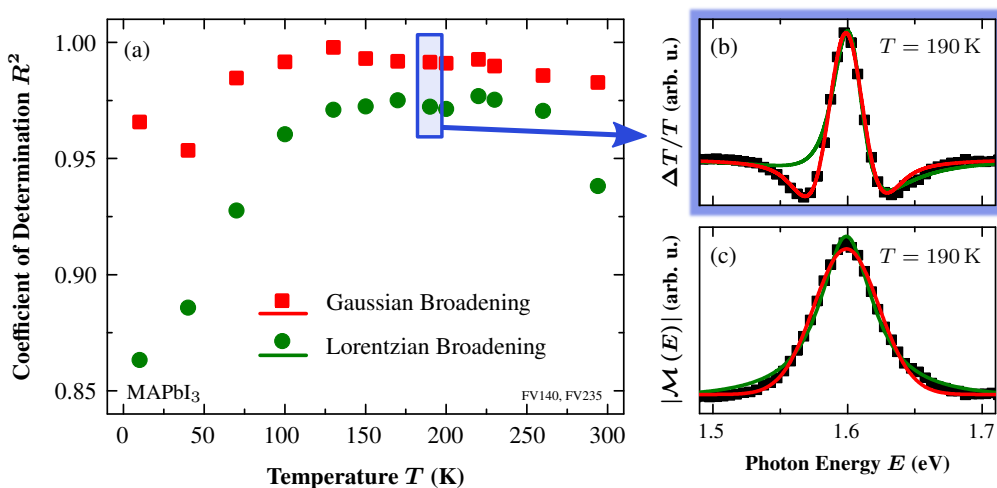 Coefficient of Determination R²
1.00
0.95
0.90
0.85
(a)
Gaussian Broadening
Lorentzian Broadening
MAPbI₃
FV140, FV235
0
50
100
150
200
250
300
Temperature T (K)
(b)
T = 190 K
ΔT/T (arb. u.)
(c)
T = 190 K
|ℳ(E)| (arb. u.)
1.5
1.6
1.7
Photon Energy E (eV)